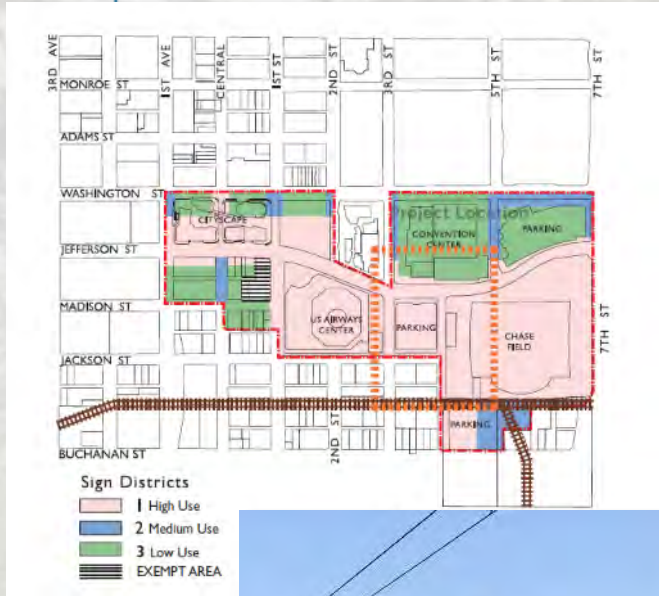 3RD AVE
1ST AVE
CENTRAL
1ST ST
2ND ST
3RD ST
5TH ST
7TH ST
MONROE ST
ADAMS ST
WASHINGTON ST
Project Location
CITYSCAPE
CONVENTION
CENTER
PARKING
JEFFERSON ST
MADISON ST
US AIRWAYS
CENTER
PARKING
CHASE
FIELD
7TH ST
JACKSON ST
2ND ST
PARKING
BUCHANAN ST
Sign Districts
1 High Use
2 Medium Use
3 Low Use
EXEMPT AREA